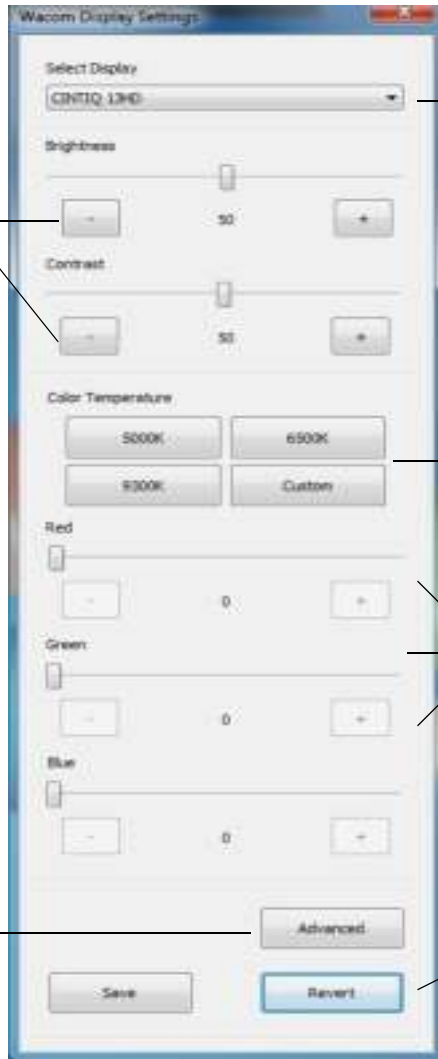 Wacom Display Settings
Select Display
CINTIQ 13HD
Brightness
- 50 +
Contrast
- 50 +
Color Temperature
5000K 6500K
9300K Custom
Red
- 0 +
Green
- 0 +
Blue
- 0 +
Advanced
Save Revert